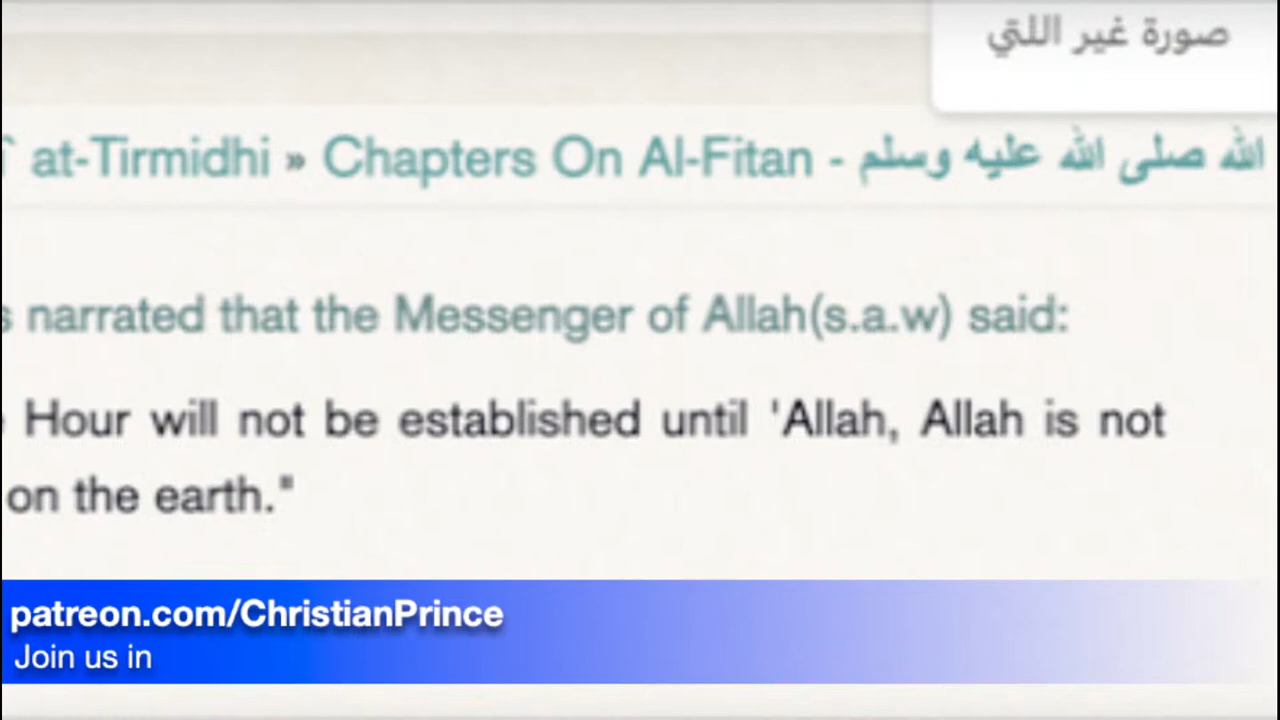 صورة غير اللتي
at-Tirmidhi » Chapters On Al-Fitan - الله صلى الله عليه وسلم
narrated that the Messenger of Allah(s.a.w) said:
Hour will not be established until 'Allah, Allah is not
on the earth."
patreon.com/ChristianPrince
Join us in